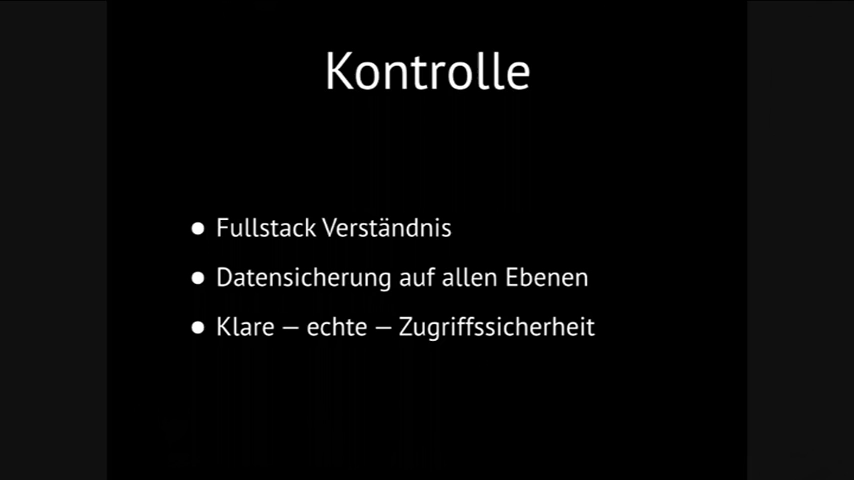 Kontrolle
● Fullstack Verständnis
● Datensicherung auf allen Ebenen
● Klare — echte — Zugriffssicherheit